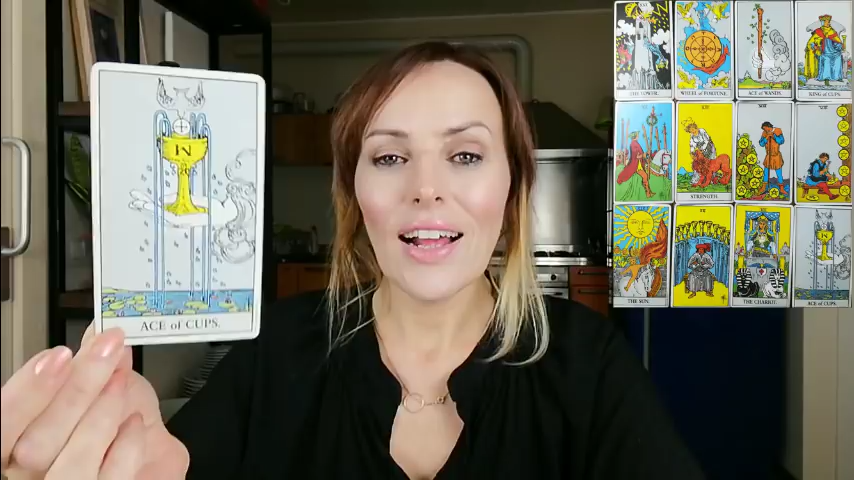 ACE of CUPS.
THE TOWER.
WHEEL of FORTUNE.
ACE of WANDS.
KING of CUPS.
STRENGTH.
THE SUN.
THE CHARIOT.
ACE of CUPS.